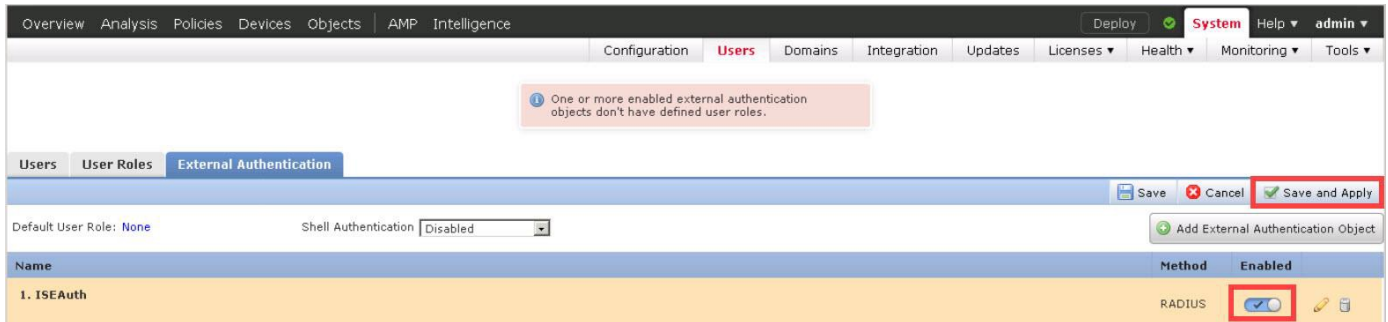 Overview Analysis Policies Devices Objects AMP Intelligence Deploy System Help ▾ admin ▾
Configuration Users Domains Integration Updates Licenses ▾ Health ▾ Monitoring ▾ Tools ▾
One or more enabled external authentication
objects don't have defined user roles.
Users User Roles External Authentication
Save Cancel Save and Apply
Default User Role: None Shell Authentication Disabled Add External Authentication Object
Name Method Enabled
1. ISEAuth RADIUS